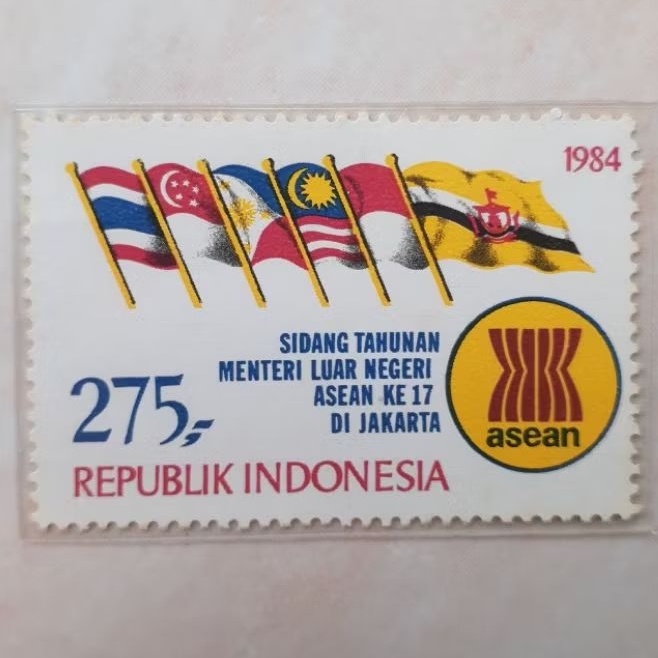 1984
SIDANG TAHUNAN
MENTERI LUAR NEGERI
ASEAN KE 17
DI JAKARTA
275,-
asean
REPUBLIK INDONESIA